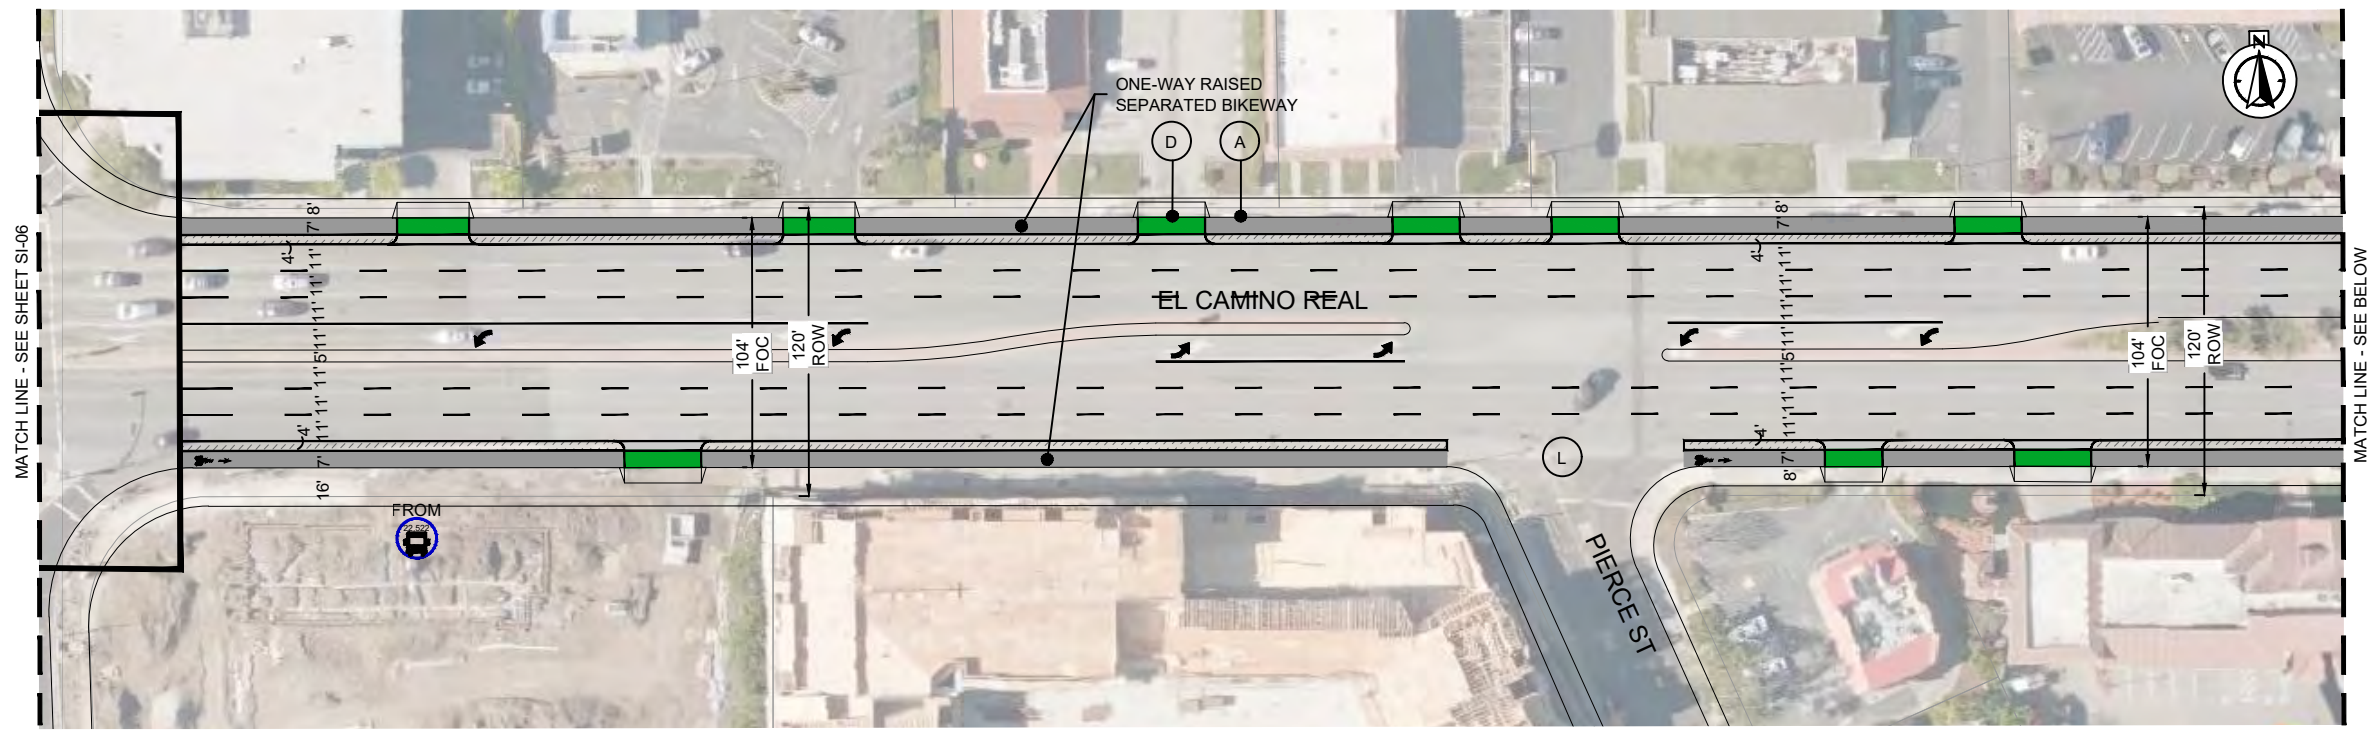 N
ONE-WAY RAISED
SEPARATED BIKEWAY
D
A
MATCH LINE - SEE SHEET SI-06
MATCH LINE - SEE BELOW
8'
7'
4'
11'
11'
11'
5'
11'
11'
11'
4'
7'
16'
104'
FOC
120'
ROW
EL CAMINO REAL
8'
7'
4'
11'
11'
11'
5'
11'
11'
11'
4'
7'
8'
104'
FOC
120'
ROW
L
FROM
22,522
PIERCE ST